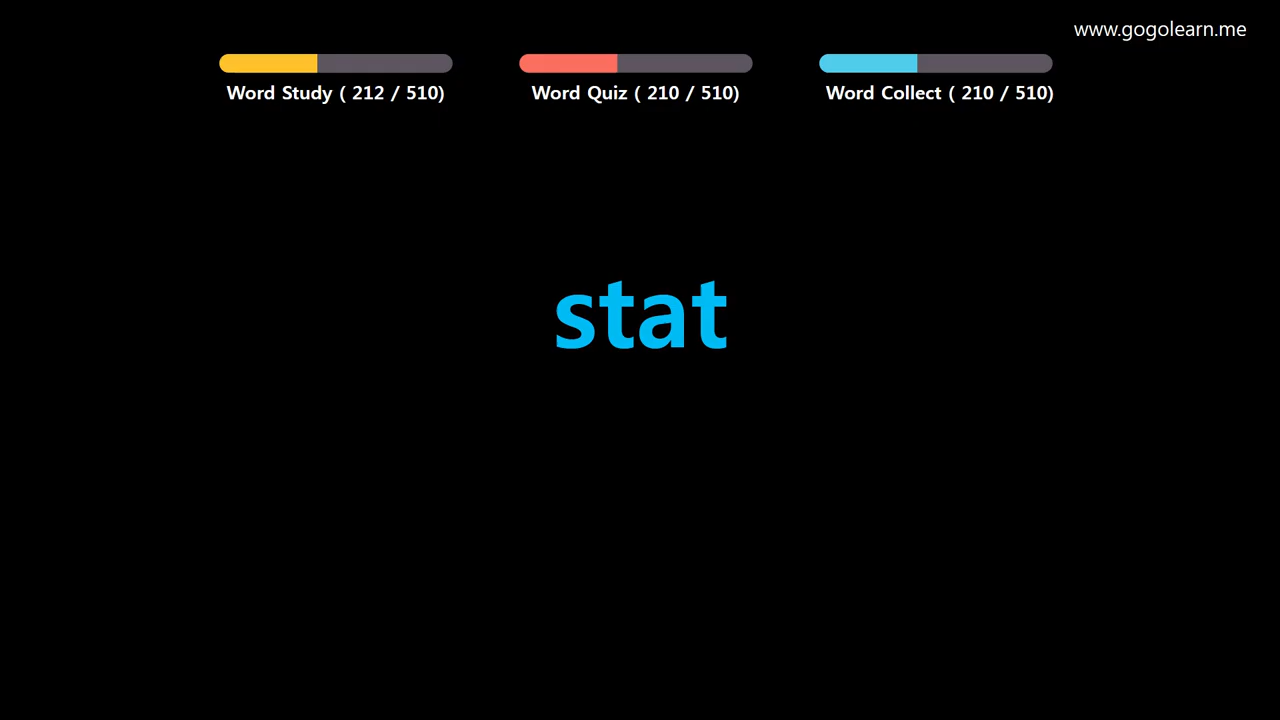 www.gogolearn.me
Word Study ( 212 / 510)
Word Quiz ( 210 / 510)
Word Collect ( 210 / 510)
stat